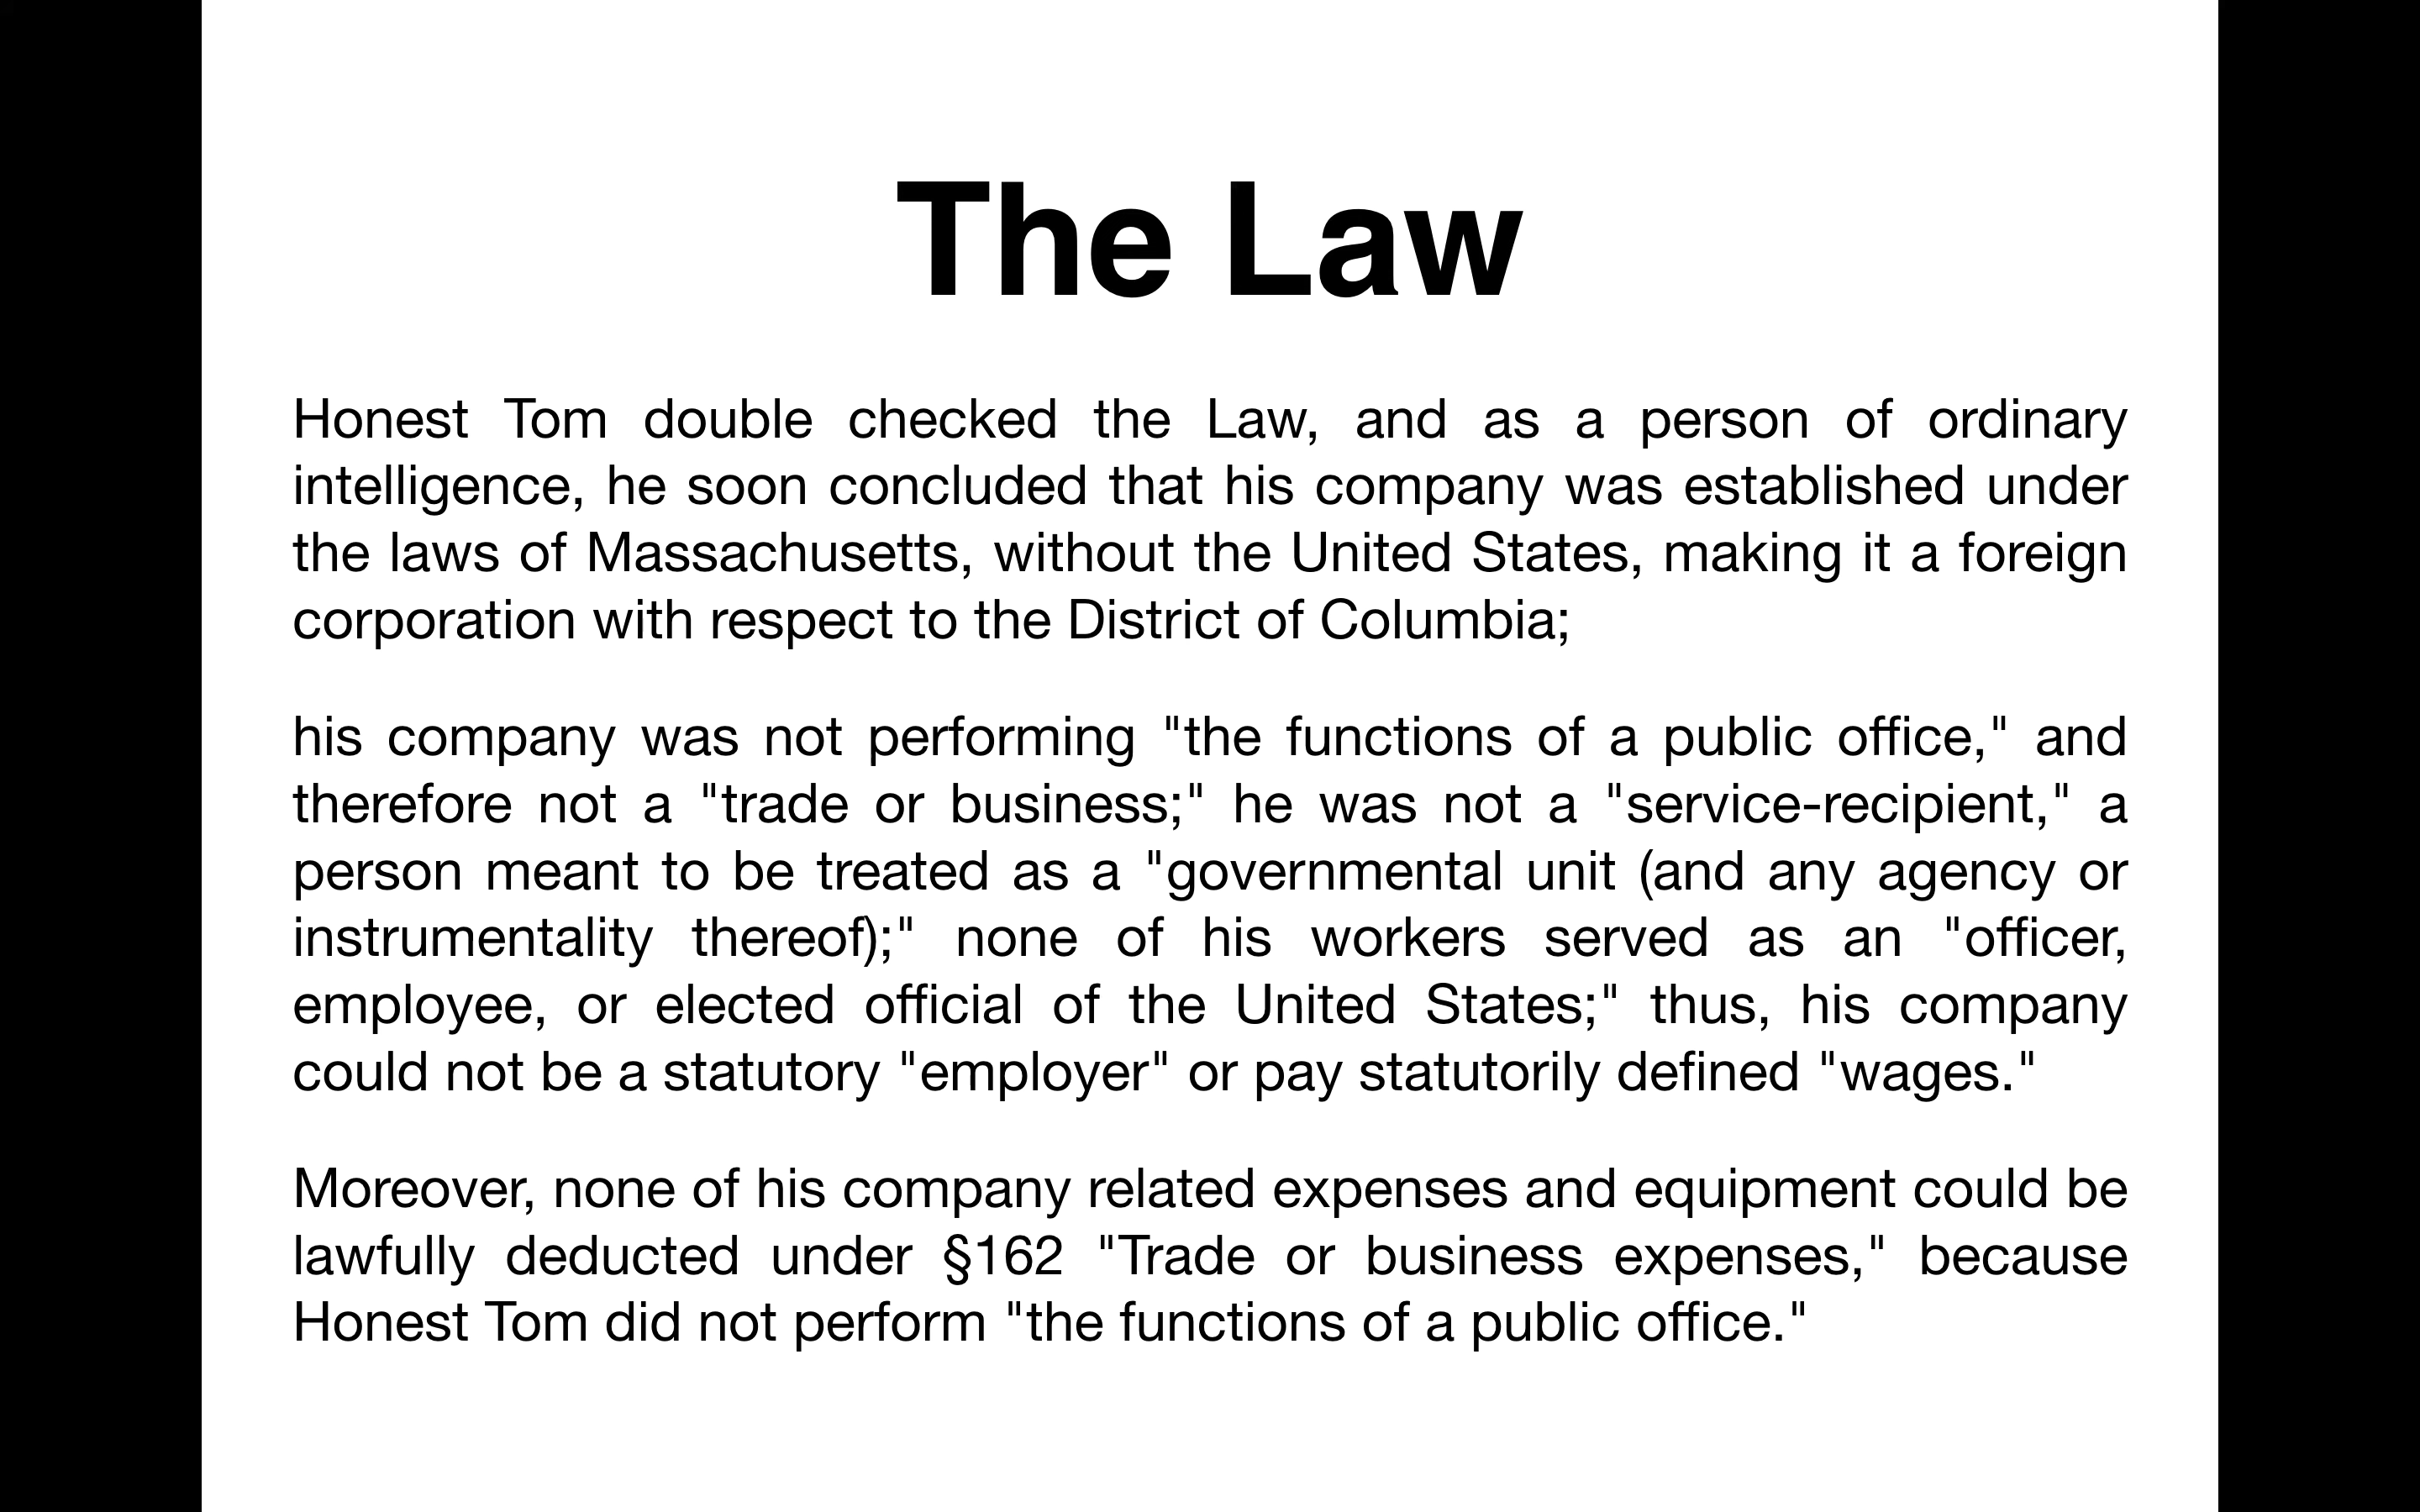 The Law
Honest Tom double checked the Law, and as a person of ordinary
intelligence, he soon concluded that his company was established under
the laws of Massachusetts, without the United States, making it a foreign
corporation with respect to the District of Columbia;
his company was not performing "the functions of a public office," and
therefore not a "trade or business;" he was not a "service-recipient," a
person meant to be treated as a "governmental unit (and any agency or
instrumentality thereof);" none of his workers served as an "officer,
employee, or elected official of the United States;" thus, his company
could not be a statutory "employer" or pay statutorily defined "wages."
Moreover, none of his company related expenses and equipment could be
lawfully deducted under §162 "Trade or business expenses," because
Honest Tom did not perform "the functions of a public office."